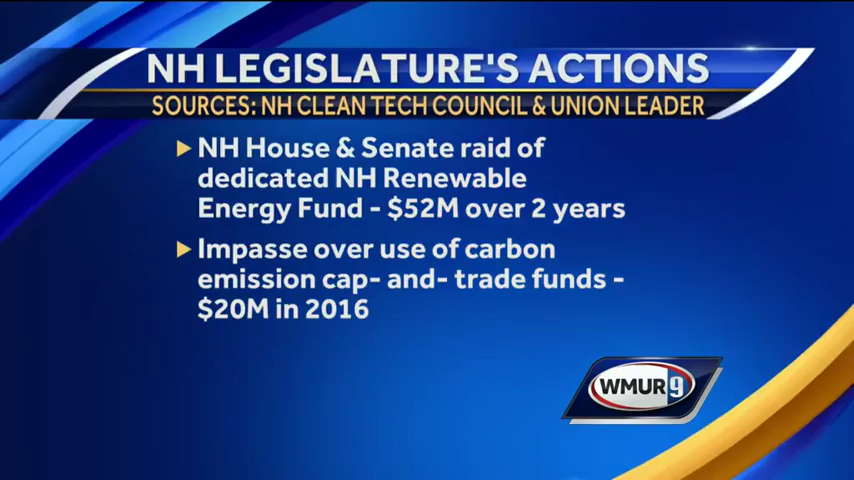 NH LEGISLATURE'S ACTIONS
SOURCES: NH CLEAN TECH COUNCIL & UNION LEADER
NH House & Senate raid of
dedicated NH Renewable
Energy Fund - $52M over 2 years
Impasse over use of carbon
emission cap- and- trade funds -
$20M in 2016
WMUR 9